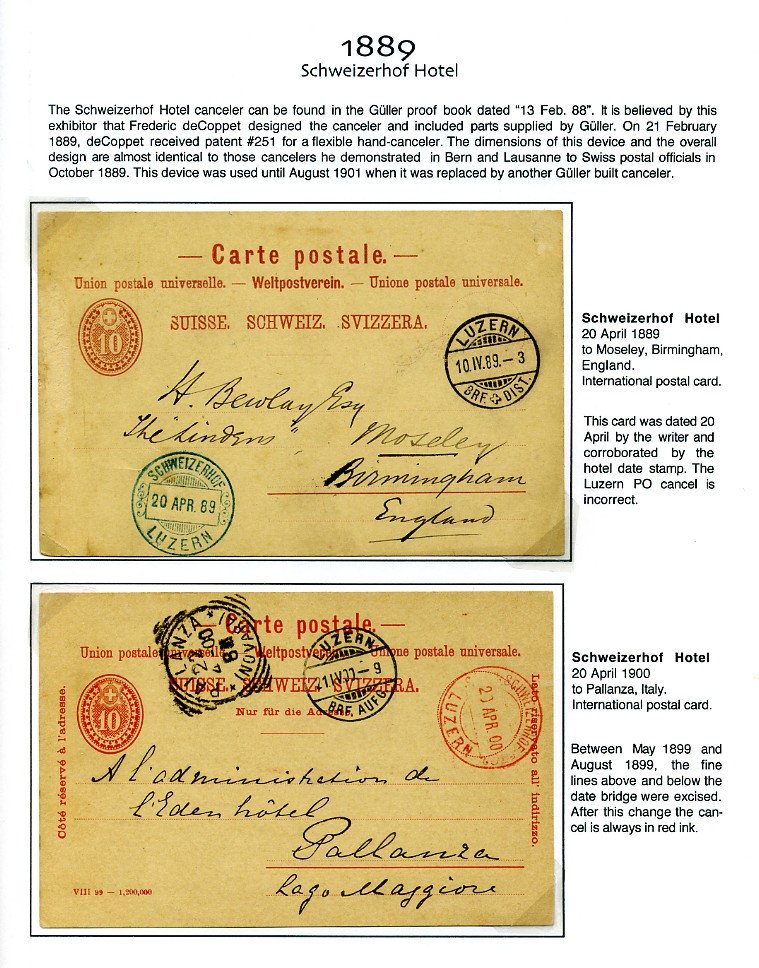 1889
Schweizerhof Hotel
The Schweizerhof Hotel canceler can be found in the Güller proof book dated "13 Feb. 88". It is believed by this
exhibitor that Frederic deCoppet designed the canceler and included parts supplied by Güller. On 21 February
1889, deCoppet received patent #251 for a flexible hand-canceler. The dimensions of this device and the overall
design are almost identical to those cancelers he demonstrated in Bern and Lausanne to Swiss postal officials in
October 1889. This device was used until August 1901 when it was replaced by another Güller built canceler.
— Carte postale. —
Union postale universelle. — Weltpostverein. — Unione postale universale.
SUISSE. SCHWEIZ. SVIZZERA.
10
LUZERN
10.IV.89.–3
BRF. DIST.
H. Bewlay Esq
The Lindens"
Moseley
Birmingham
England
SCHWEIZERHOF
20 APR. 89
LUZERN
Schweizerhof Hotel
20 April 1889
to Moseley, Birmingham,
England.
International postal card.
This card was dated 20
April by the writer and
corroborated by the
hotel date stamp. The
Luzern PO cancel is
incorrect.
Carte postale. —
Union postale Weltpostverein. Unione postale universale.
SUISSE. SCHWEIZ. SVIZZERA.
Nur für die Adresse.
10
LUZERN
BRF. AUFG.
SCHWEIZERHOF
20 APR. 00
LUZERN
Côté réservé à l'adresse.
Lato riservato all' indirizzo.
A l'administration de
l'Eden hôtel
Pallanza
Lago Maggiore
VIII 99 — 1,200,000
Schweizerhof Hotel
20 April 1900
to Pallanza, Italy.
International postal card.
Between May 1899 and
August 1899, the fine
lines above and below the
date bridge were excised.
After this change the can-
cel is always in red ink.